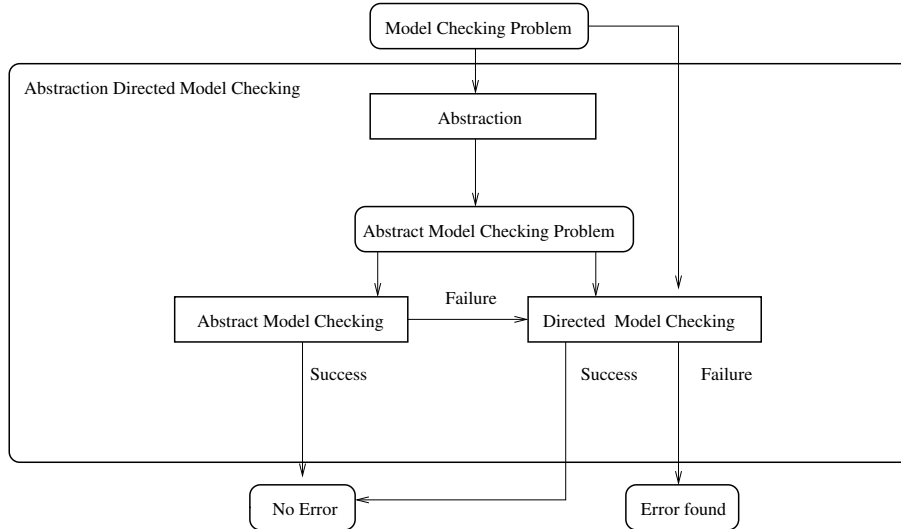 Model Checking Problem
Abstraction Directed Model Checking
Abstraction
Abstract Model Checking Problem
Failure
Abstract Model Checking
Directed Model Checking
Success
Success
Failure
No Error
Error found